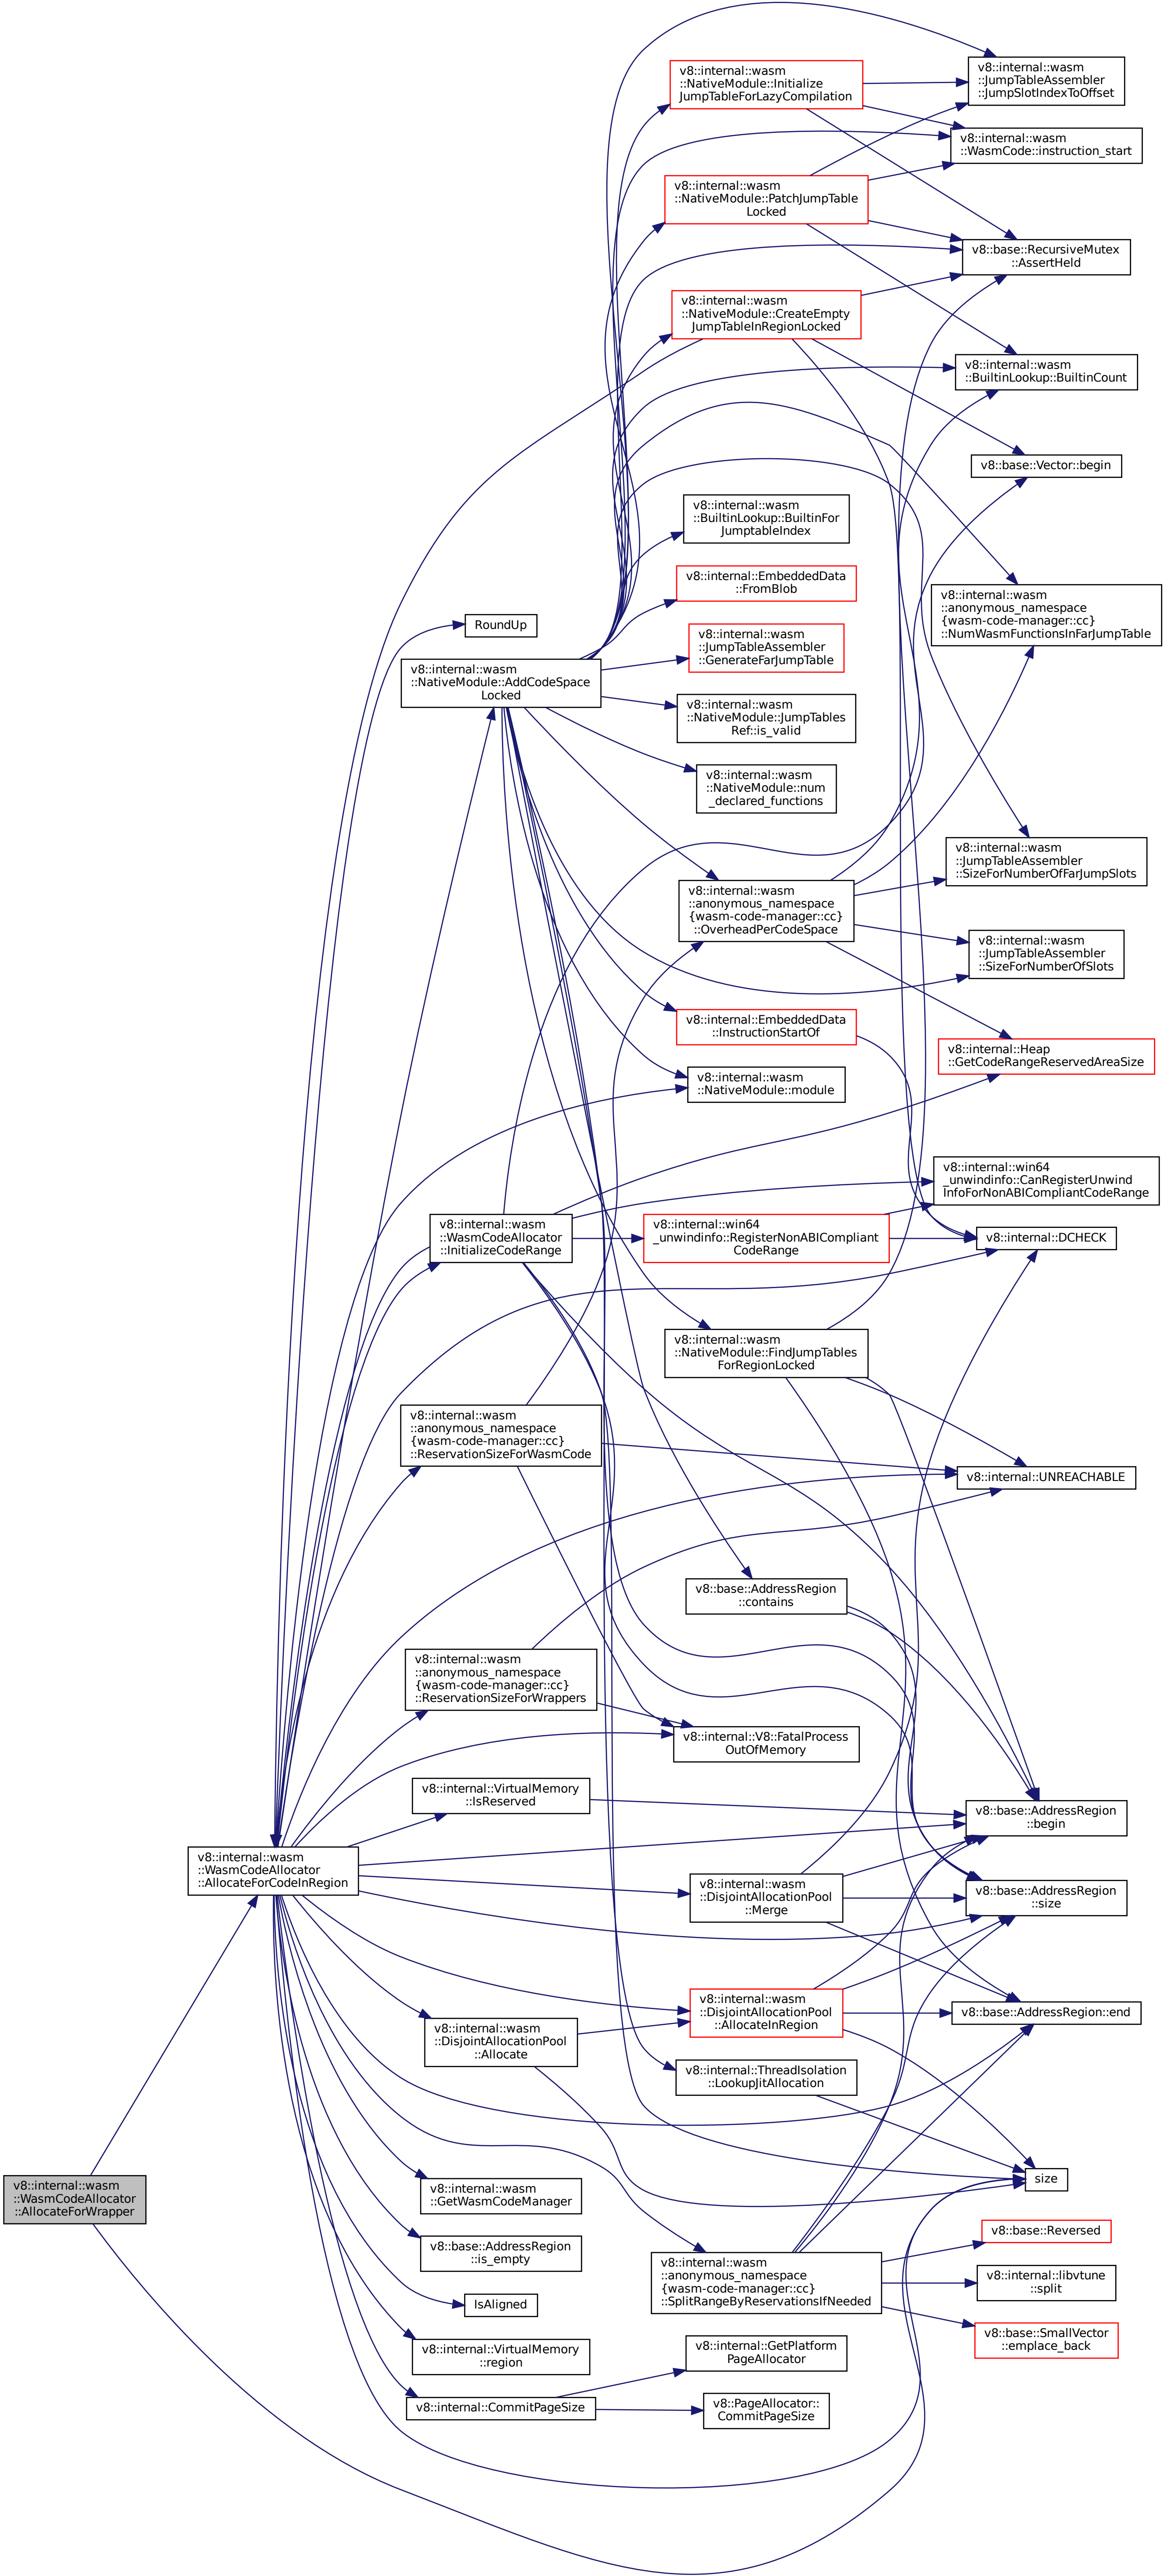 v8::internal::wasm
::JumpTableAssembler
::JumpSlotIndexToOffset
v8::internal::wasm
::NativeModule::Initialize
JumpTableForLazyCompilation
v8::internal::wasm
::WasmCode::instruction_start
v8::internal::wasm
::NativeModule::PatchJumpTable
Locked
v8::base::RecursiveMutex
::AssertHeld
v8::internal::wasm
::NativeModule::CreateEmpty
JumpTableInRegionLocked
v8::internal::wasm
::BuiltinLookup::BuiltinCount
v8::base::Vector::begin
v8::internal::wasm
::BuiltinLookup::BuiltinFor
JumptableIndex
v8::internal::EmbeddedData
::FromBlob
v8::internal::wasm
::anonymous_namespace
{wasm-code-manager::cc}
::NumWasmFunctionsInFarJumpTable
RoundUp
v8::internal::wasm
::JumpTableAssembler
::GenerateFarJumpTable
v8::internal::wasm
::NativeModule::AddCodeSpace
Locked
v8::internal::wasm
::NativeModule::JumpTables
Ref::is_valid
v8::internal::wasm
::NativeModule::num
_declared_functions
v8::internal::wasm
::JumpTableAssembler
::SizeForNumberOfFarJumpSlots
v8::internal::wasm
::anonymous_namespace
{wasm-code-manager::cc}
::OverheadPerCodeSpace
v8::internal::wasm
::JumpTableAssembler
::SizeForNumberOfSlots
v8::internal::EmbeddedData
::InstructionStartOf
v8::internal::Heap
::GetCodeRangeReservedAreaSize
v8::internal::wasm
::NativeModule::module
v8::internal::win64
_unwindinfo::CanRegisterUnwind
InfoForNonABICompliantCodeRange
v8::internal::wasm
::WasmCodeAllocator
::InitializeCodeRange
v8::internal::win64
_unwindinfo::RegisterNonABICompliant
CodeRange
v8::internal::DCHECK
v8::internal::wasm
::NativeModule::FindJumpTables
ForRegionLocked
v8::internal::wasm
::anonymous_namespace
{wasm-code-manager::cc}
::ReservationSizeForWasmCode
v8::internal::UNREACHABLE
v8::base::AddressRegion
::contains
v8::internal::wasm
::anonymous_namespace
{wasm-code-manager::cc}
::ReservationSizeForWrappers
v8::internal::V8::FatalProcess
OutOfMemory
v8::internal::VirtualMemory
::IsReserved
v8::base::AddressRegion
::begin
v8::internal::wasm
::WasmCodeAllocator
::AllocateForCodeInRegion
v8::internal::wasm
::DisjointAllocationPool
::Merge
v8::base::AddressRegion
::size
v8::internal::wasm
::DisjointAllocationPool
::AllocateInRegion
v8::base::AddressRegion::end
v8::internal::wasm
::DisjointAllocationPool
::Allocate
v8::internal::ThreadIsolation
::LookupJitAllocation
v8::internal::wasm
::WasmCodeAllocator
::AllocateForWrapper
v8::internal::wasm
::GetWasmCodeManager
size
v8::base::AddressRegion
::is_empty
v8::base::Reversed
v8::internal::wasm
::anonymous_namespace
{wasm-code-manager::cc}
::SplitRangeByReservationsIfNeeded
v8::internal::libvtune
::split
IsAligned
v8::base::SmallVector
::emplace_back
v8::internal::VirtualMemory
::region
v8::internal::GetPlatform
PageAllocator
v8::internal::CommitPageSize
v8::PageAllocator::
CommitPageSize